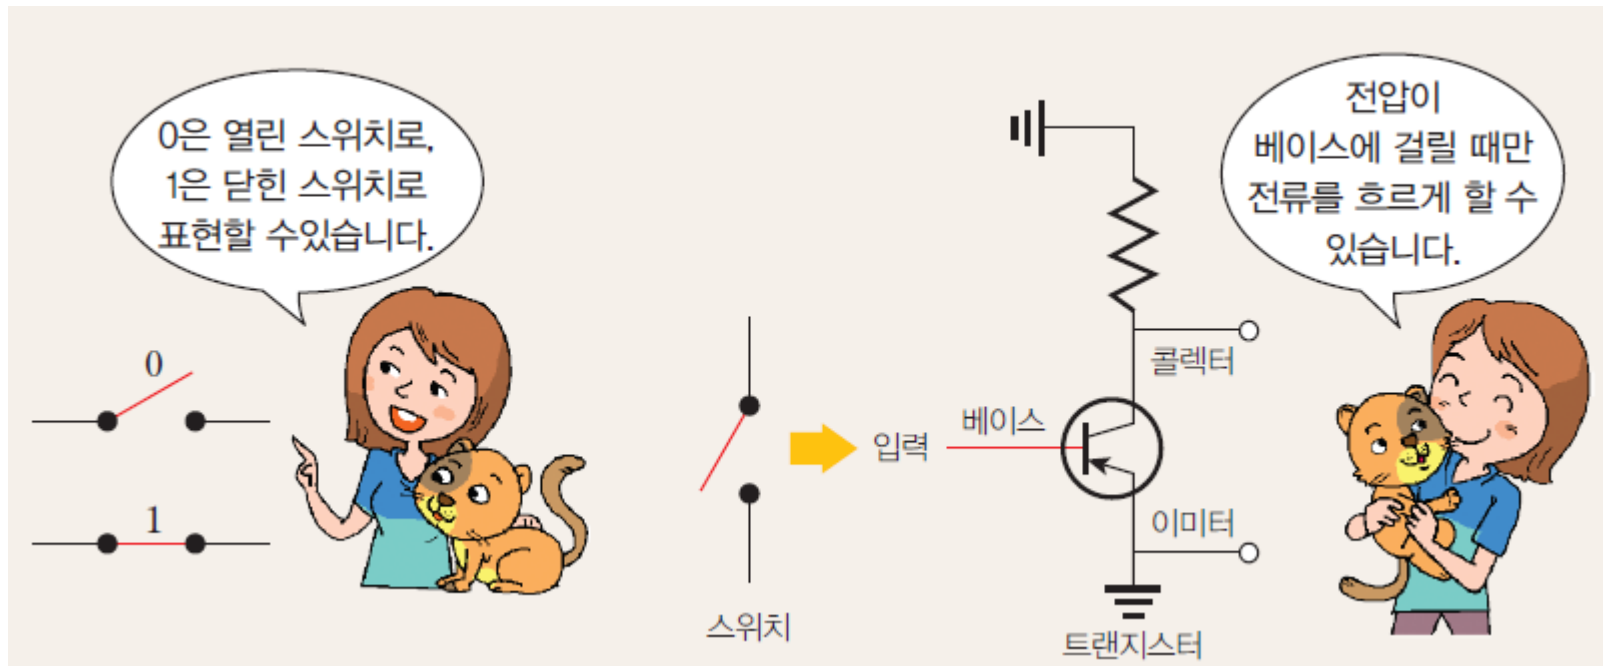 0은 열린 스위치로,
1은 닫힌 스위치로
표현할 수있습니다.
0
1
스위치
입력
베이스
콜렉터
이미터
트랜지스터
전압이
베이스에 걸릴 때만
전류를 흐르게 할 수
있습니다.